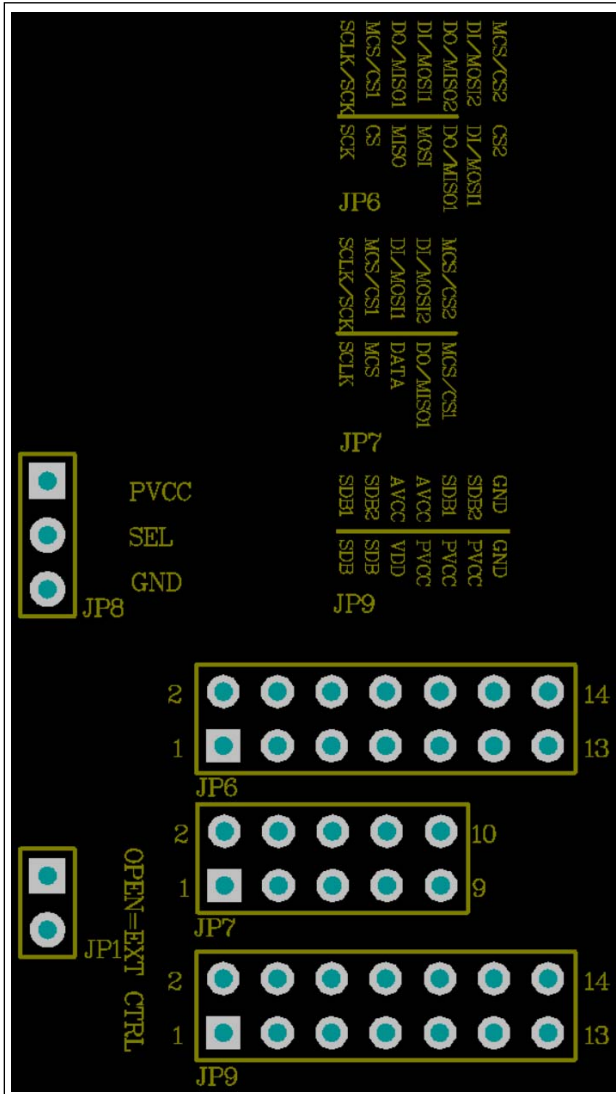 SCLK/SCK
MCS/CS1
DO/MISO1
DI/MOSI1
DO/MISO2
DI/MOSI2
MCS/CS2
SCK
CS
MISO
MOSI
DO/MISO1
DI/MOSI1
CS2
JP6
SCLK/SCK
MCS/CS1
DI/MOSI1
DI/MOSI2
MCS/CS2
SCLK
MCS
DATA
DO/MISO1
MCS/CS1
JP7
SDB1
SDB2
AVCC
AVCC
SDB1
SDB2
GND
SDB
SDB
VDD
PVCC
PVCC
PVCC
GND
JP9
PVCC
SEL
GND
JP8
2 14
1 13
JP6
2 10
1 9
JP7
JP1
OPEN=EXT CTRL
2 14
1 13
JP9